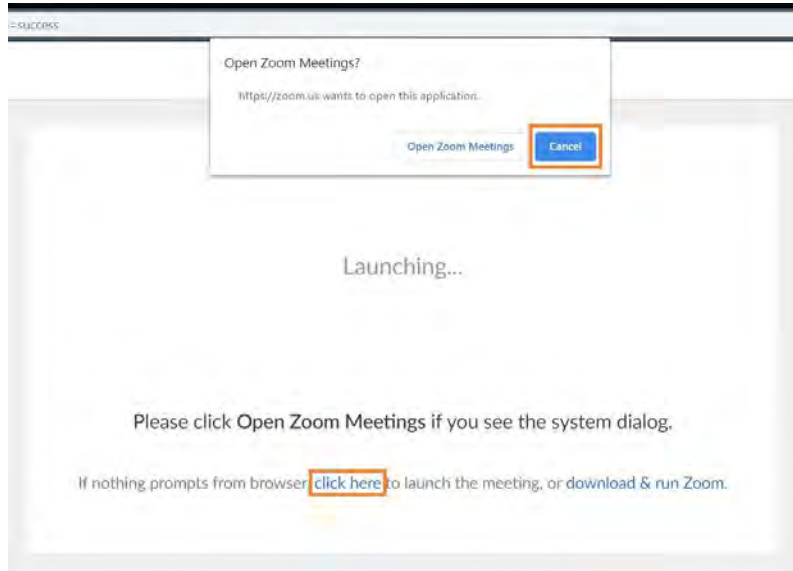 =success
Open Zoom Meetings?
https://zoom.us wants to open this application.
Open Zoom Meetings Cancel
Launching...
Please click Open Zoom Meetings if you see the system dialog.
If nothing prompts from browser, click here to launch the meeting, or download & run Zoom.